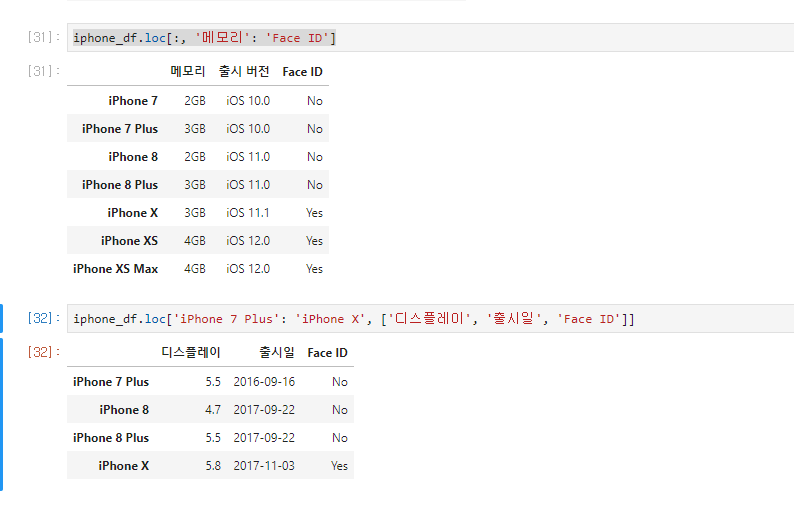 [31]: iphone_df.loc[:, '메모리': 'Face ID']
[31]: 메모리 출시 버전 Face ID
iPhone 7 2GB iOS 10.0 No
iPhone 7 Plus 3GB iOS 10.0 No
iPhone 8 2GB iOS 11.0 No
iPhone 8 Plus 3GB iOS 11.0 No
iPhone X 3GB iOS 11.1 Yes
iPhone XS 4GB iOS 12.0 Yes
iPhone XS Max 4GB iOS 12.0 Yes
[32]: iphone_df.loc['iPhone 7 Plus': 'iPhone X', ['디스플레이', '출시일', 'Face ID']]
[32]: 디스플레이 출시일 Face ID
iPhone 7 Plus 5.5 2016-09-16 No
iPhone 8 4.7 2017-09-22 No
iPhone 8 Plus 5.5 2017-09-22 No
iPhone X 5.8 2017-11-03 Yes